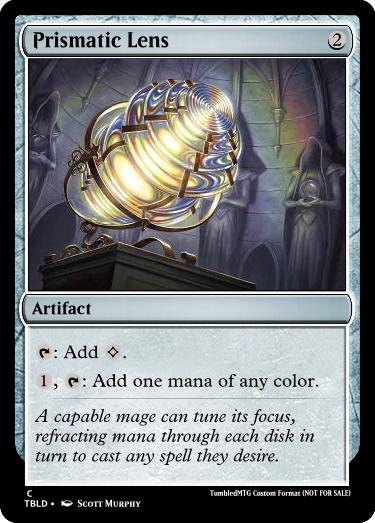 Prismatic Lens 2
Artifact
: Add .
1, : Add one mana of any color.
A capable mage can tune its focus,
refracting mana through each disk in
turn to cast any spell they desire.
C
TBLD • Scott Murphy
TumbledMTG Custom Format (NOT FOR SALE)